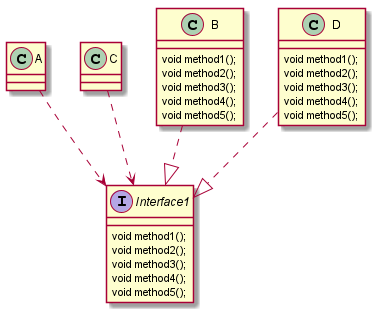 C A
C C
C B
void method1();
void method2();
void method3();
void method4();
void method5();
C D
void method1();
void method2();
void method3();
void method4();
void method5();
I Interface1
void method1();
void method2();
void method3();
void method4();
void method5();